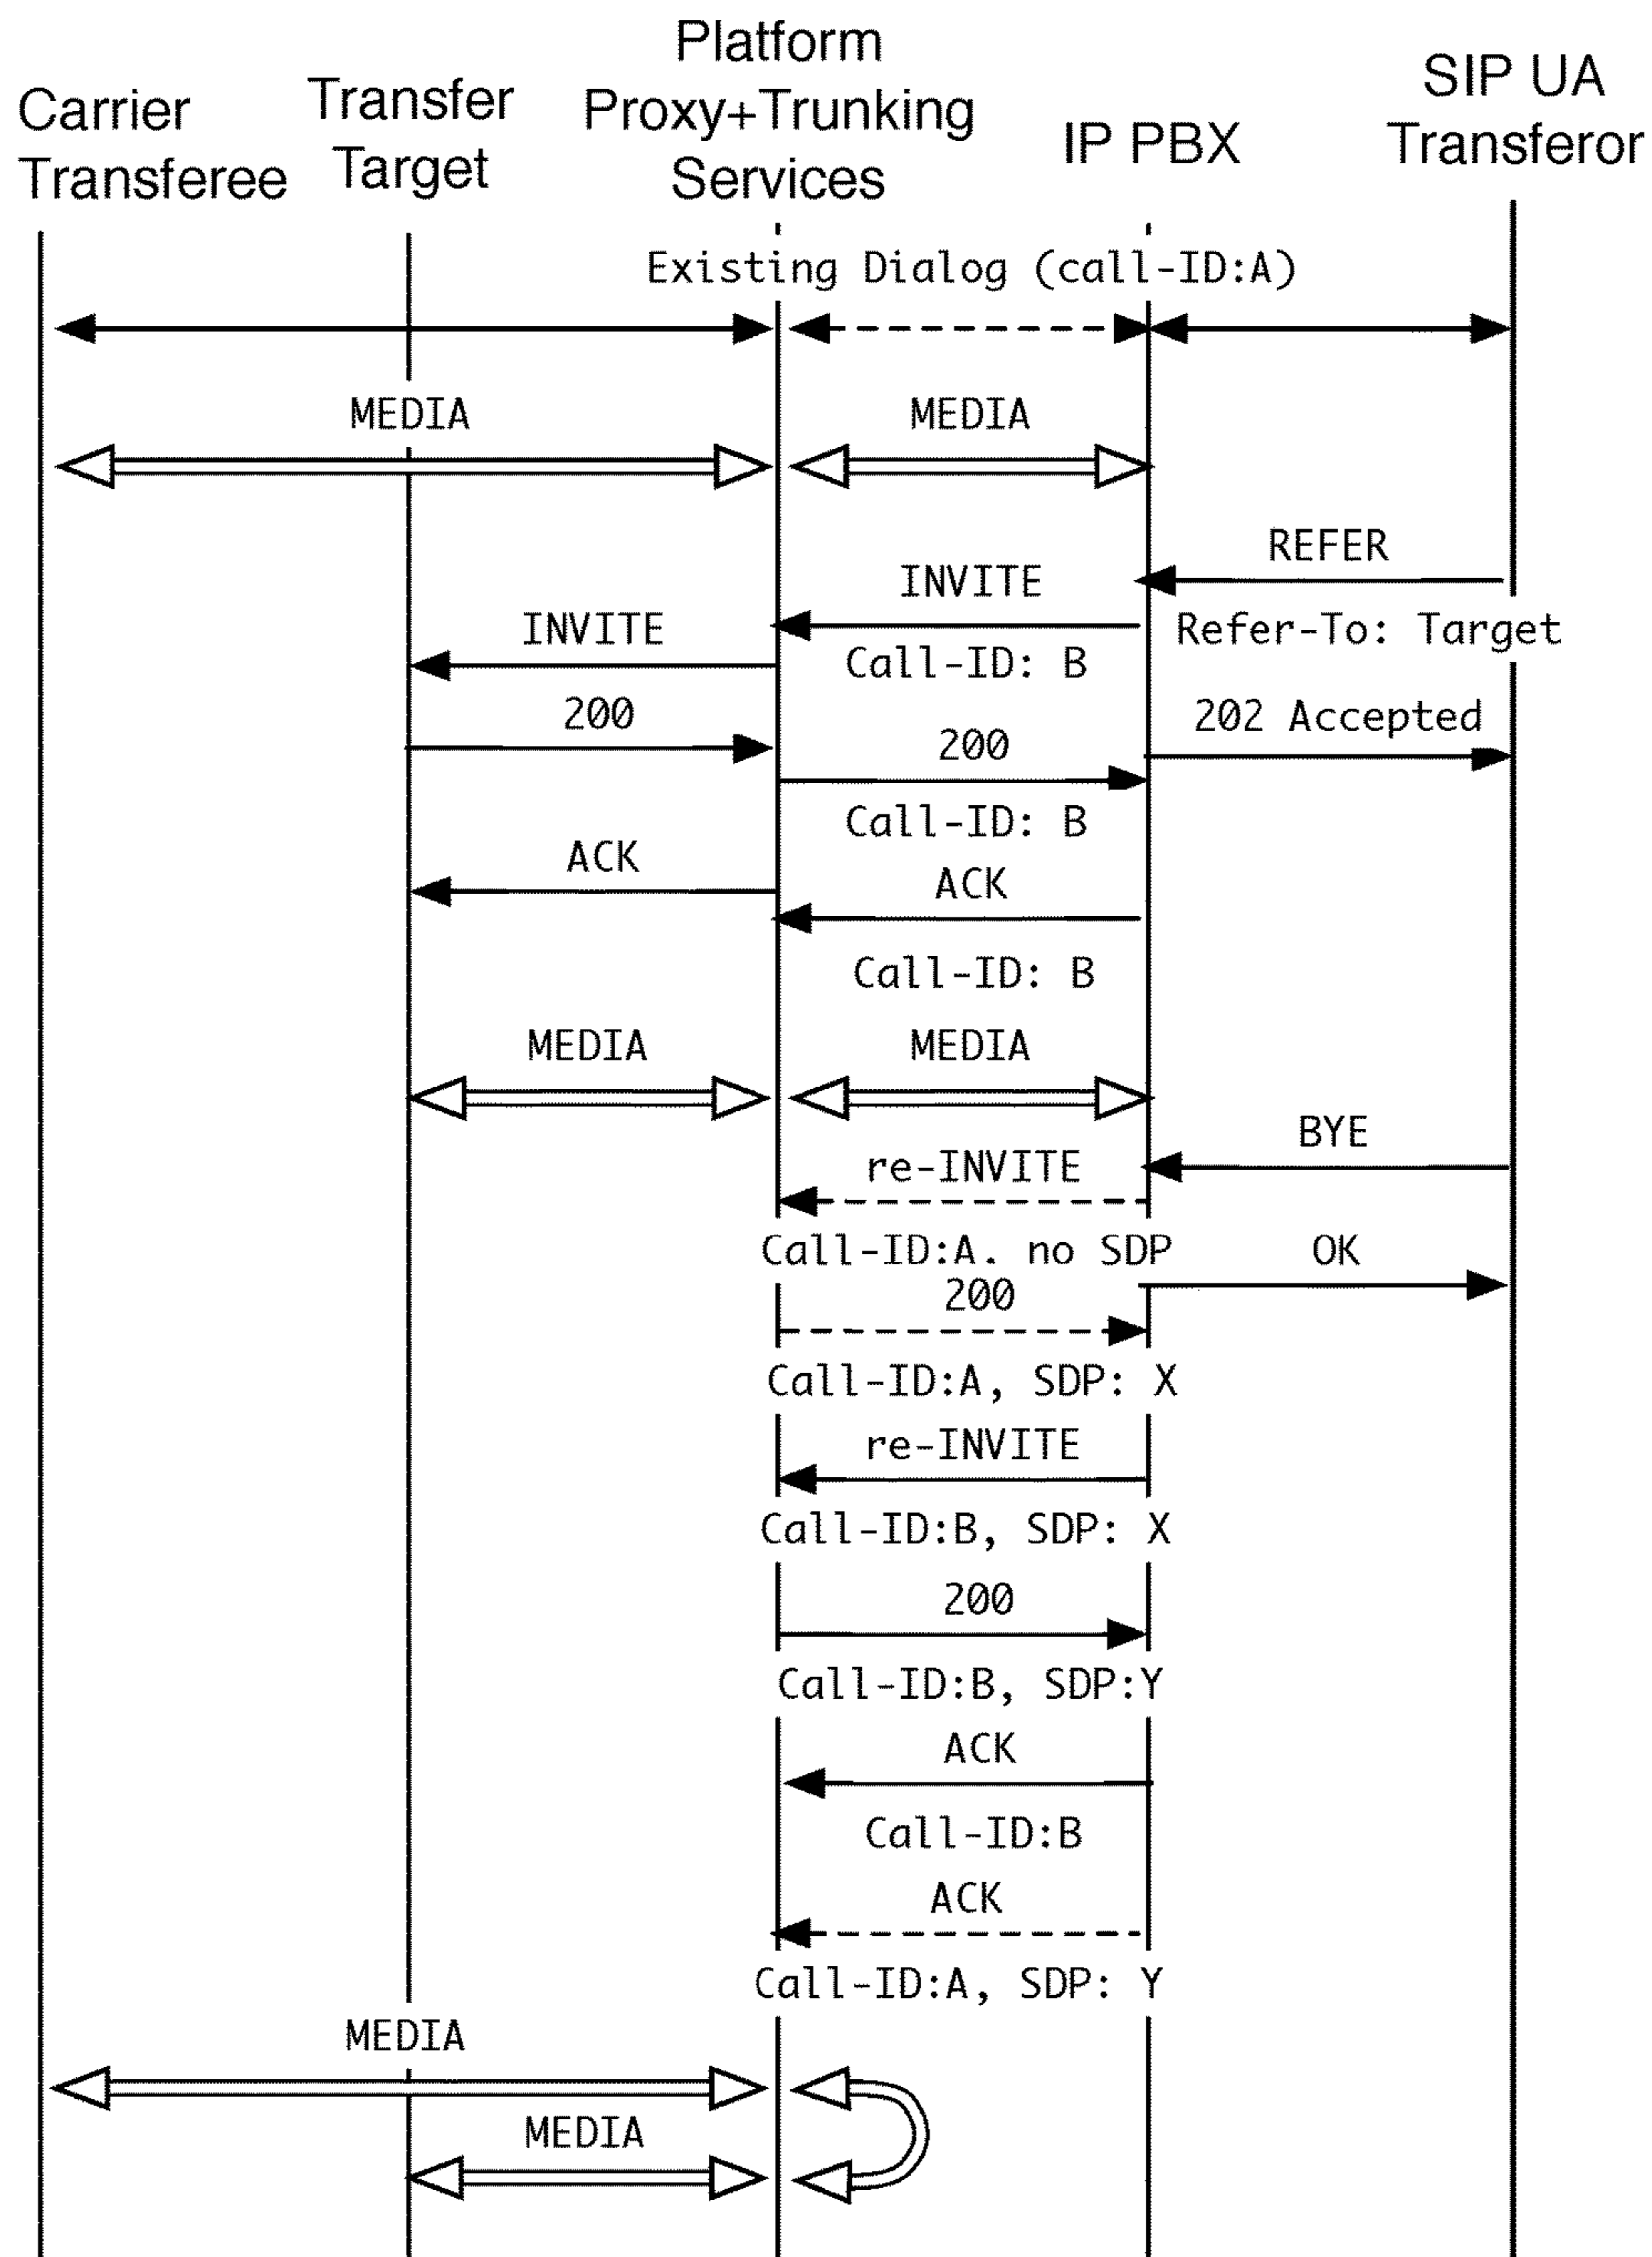 Carrier
Transferee
Transfer
Target
Platform
Proxy+Trunking
Services
IP PBX
SIP UA
Transferor
Existing Dialog (call-ID:A)
MEDIA
MEDIA
REFER
INVITE
INVITE
Refer-To: Target
Call-ID: B
200
202 Accepted
200
Call-ID: B
ACK
ACK
Call-ID: B
MEDIA
MEDIA
BYE
re-INVITE
Call-ID:A. no SDP
OK
200
Call-ID:A, SDP: X
re-INVITE
Call-ID:B, SDP: X
200
Call-ID:B, SDP:Y
ACK
Call-ID:B
ACK
Call-ID:A, SDP: Y
MEDIA
MEDIA